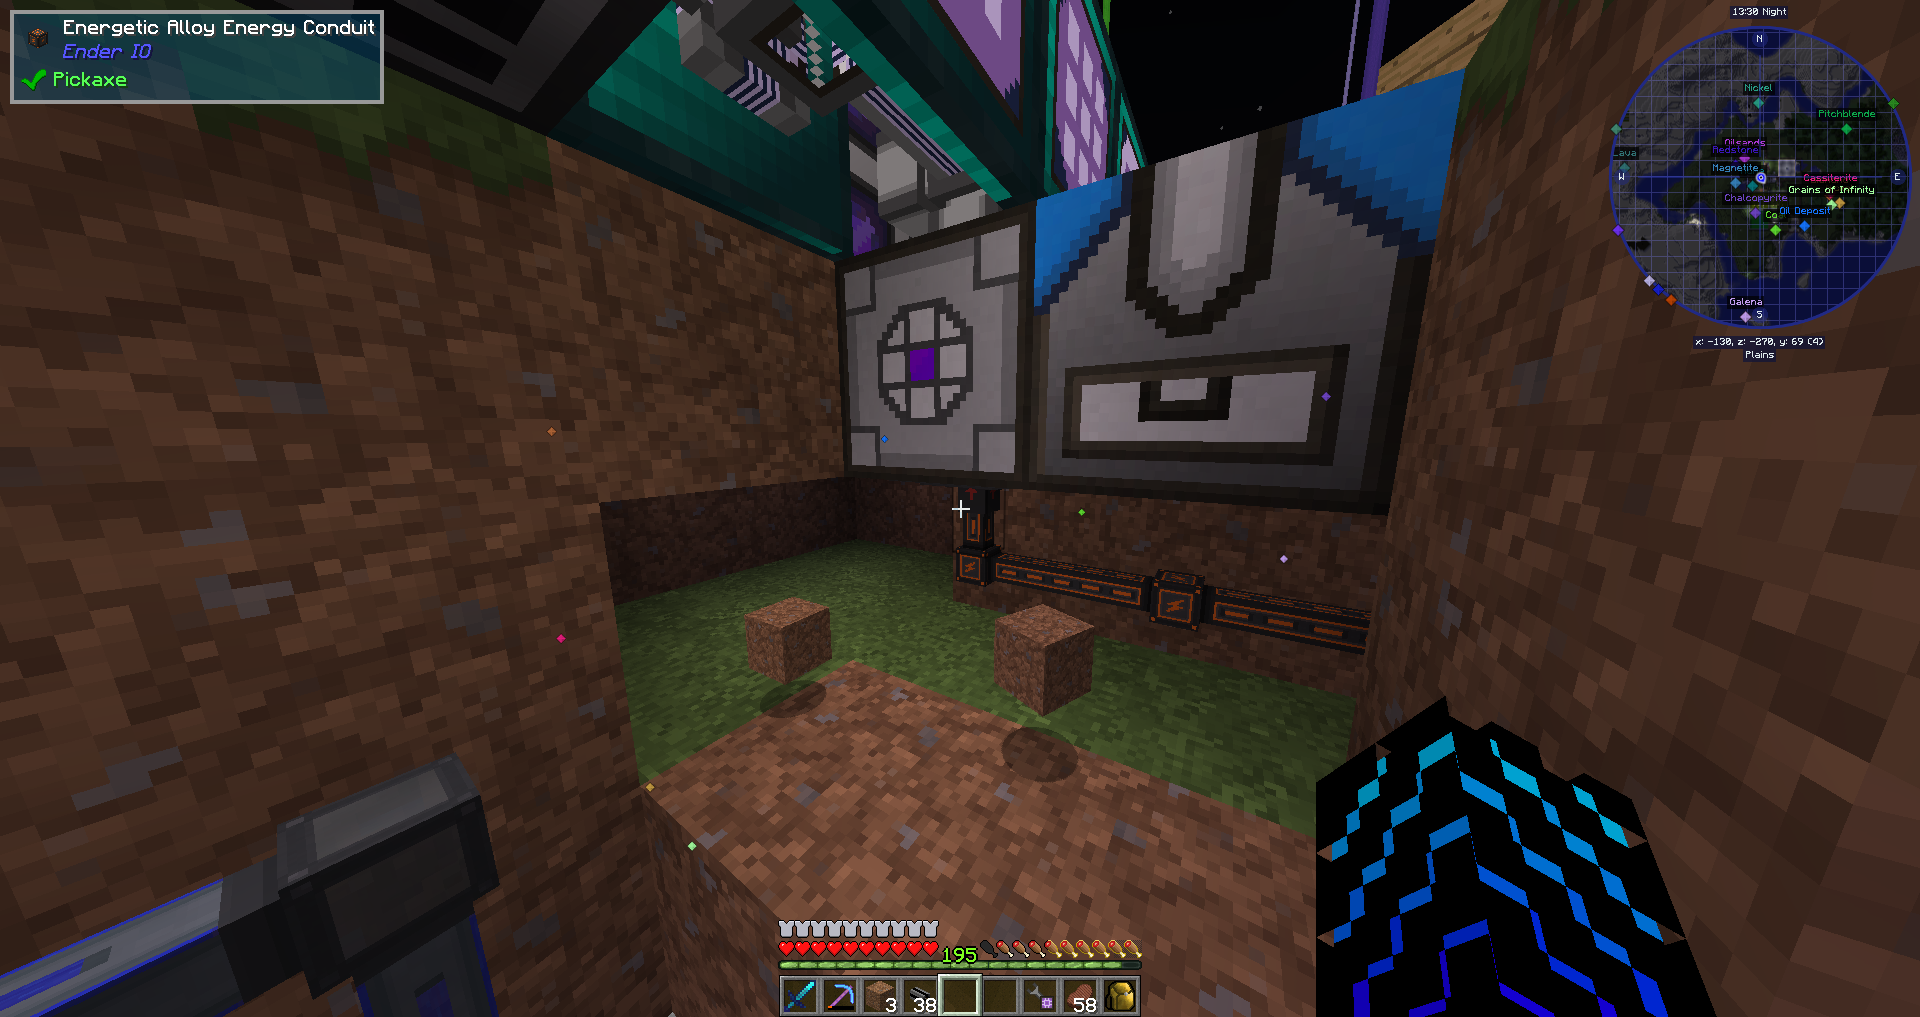 Energetic Alloy Energy Conduit
Ender IO
Pickaxe
13:30 Night
N
Nickel
Pitchblende
Oilsands
Redstone
Lava
Magnetite
W
E
Cassiterite
Grains of Infinity
Chalcopyrite
Co
Oil Deposit
Galena
S
x: -130, z: -270, y: 69 (4)
Plains
195
3
38
58